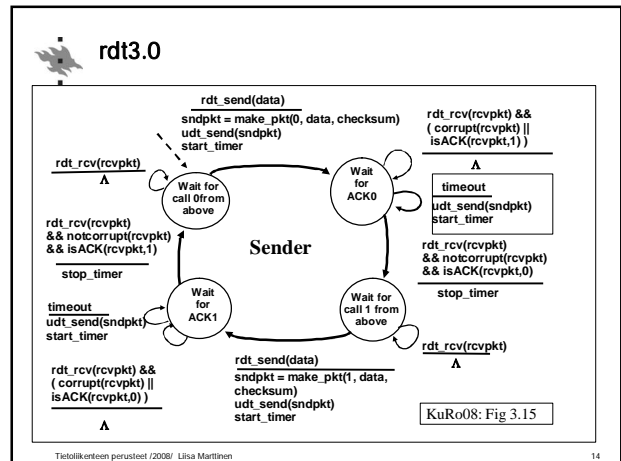 rdt3.0
rdt_send(data)
sndpkt = make_pkt(0, data, checksum)
udt_send(sndpkt)
start_timer
rdt_rcv(rcvpkt) &&
( corrupt(rcvpkt) ||
isACK(rcvpkt,1) )
Λ
rdt_rcv(rcvpkt)
Λ
Wait for
call 0from
above
Wait
for
ACK0
timeout
udt_send(sndpkt)
start_timer
rdt_rcv(rcvpkt)
&& notcorrupt(rcvpkt)
&& isACK(rcvpkt,1)
stop_timer
Sender
rdt_rcv(rcvpkt)
&& notcorrupt(rcvpkt)
&& isACK(rcvpkt,0)
stop_timer
timeout
udt_send(sndpkt)
start_timer
Wait
for
ACK1
Wait for
call 1 from
above
rdt_rcv(rcvpkt)
Λ
rdt_rcv(rcvpkt) &&
( corrupt(rcvpkt) ||
isACK(rcvpkt,0) )
Λ
rdt_send(data)
sndpkt = make_pkt(1, data,
checksum)
udt_send(sndpkt)
start_timer
KuRo08: Fig 3.15
Tietoliikenteen perusteet /2008/ Liisa Marttinen
14